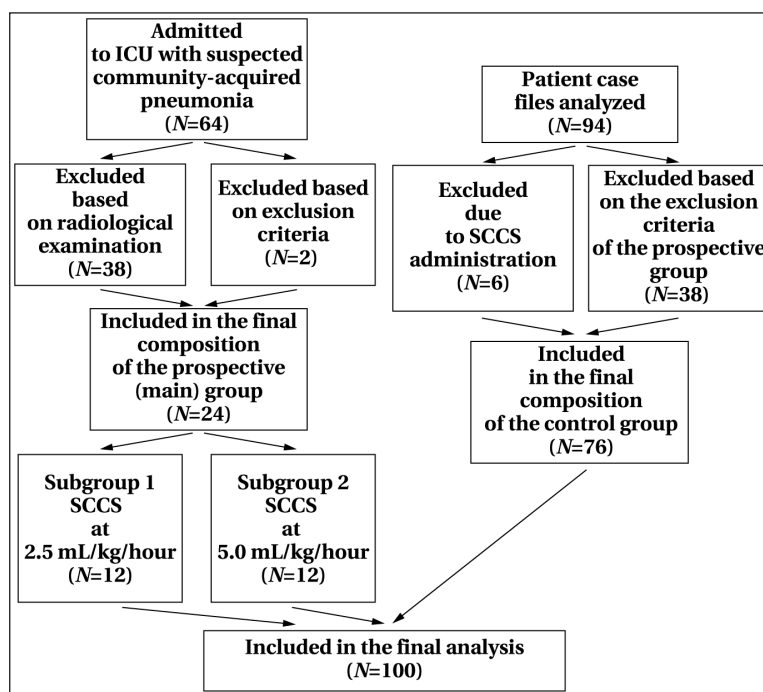 Admitted
to ICU with suspected
community-acquired
pneumonia
(N=64)
Patient case
files analyzed
(N=94)
Excluded
based
on radiological
examination
(N=38)
Excluded based
on exclusion
criteria
(N=2)
Excluded
due
to SCCS
administration
(N=6)
Excluded based
on the exclusion
criteria
of the prospective
group
(N=38)
Included in the final
composition
of the prospective
(main) group
(N=24)
Included
in the final
composition
of the control group
(N=76)
Subgroup 1
SCCS
at
2.5 mL/kg/hour
(N=12)
Subgroup 2
SCCS
at
5.0 mL/kg/hour
(N=12)
Included in the final analysis
(N=100)